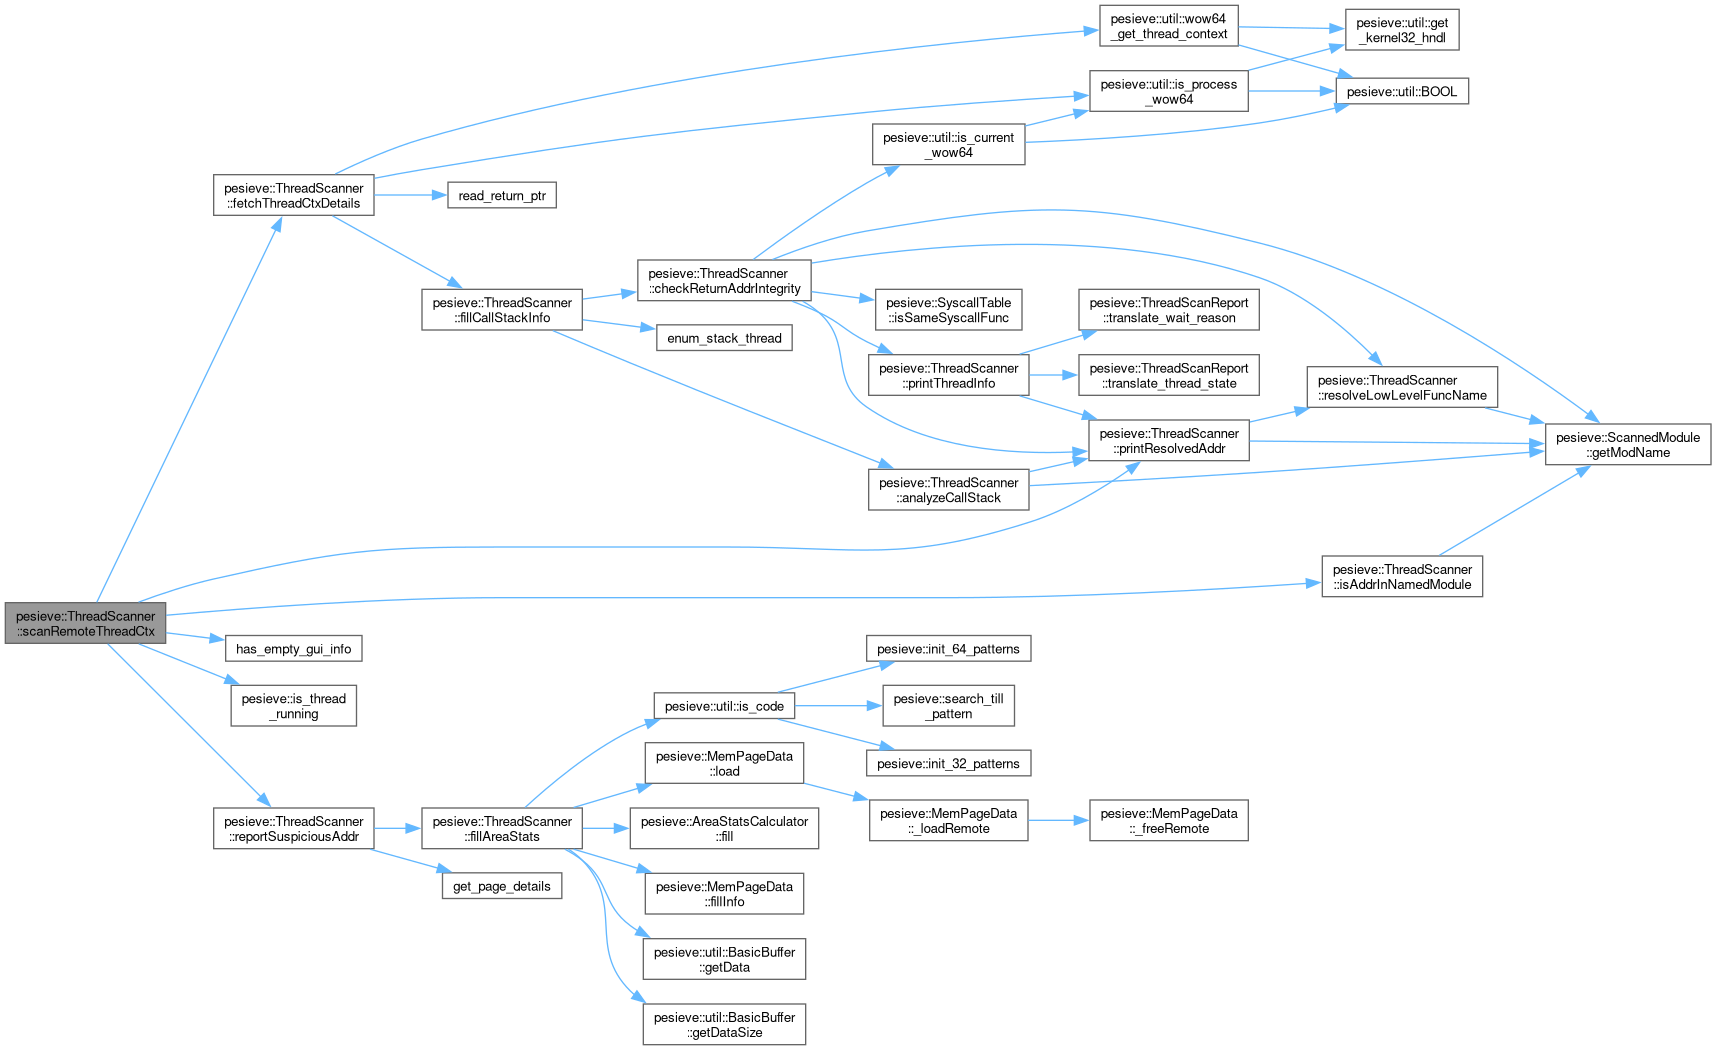 pesieve::util::wow64
_get_thread_context
pesieve::util::get
_kernel32_hndl
pesieve::util::is_process
_wow64
pesieve::util::BOOL
pesieve::util::is_current
_wow64
pesieve::ThreadScanner
::fetchThreadCtxDetails
read_return_ptr
pesieve::ThreadScanner
::checkReturnAddrIntegrity
pesieve::ThreadScanner
::fillCallStackInfo
pesieve::SyscallTable
::isSameSyscallFunc
pesieve::ThreadScanReport
::translate_wait_reason
enum_stack_thread
pesieve::ThreadScanner
::printThreadInfo
pesieve::ThreadScanReport
::translate_thread_state
pesieve::ThreadScanner
::resolveLowLevelFuncName
pesieve::ThreadScanner
::printResolvedAddr
pesieve::ScannedModule
::getModName
pesieve::ThreadScanner
::analyzeCallStack
pesieve::ThreadScanner
::isAddrInNamedModule
pesieve::ThreadScanner
::scanRemoteThreadCtx
has_empty_gui_info
pesieve::init_64_patterns
pesieve::is_thread
_running
pesieve::util::is_code
pesieve::search_till
_pattern
pesieve::MemPageData
::load
pesieve::init_32_patterns
pesieve::ThreadScanner
::reportSuspiciousAddr
pesieve::ThreadScanner
::fillAreaStats
pesieve::AreaStatsCalculator
::fill
pesieve::MemPageData
::_loadRemote
pesieve::MemPageData
::_freeRemote
get_page_details
pesieve::MemPageData
::fillInfo
pesieve::util::BasicBuffer
::getData
pesieve::util::BasicBuffer
::getDataSize